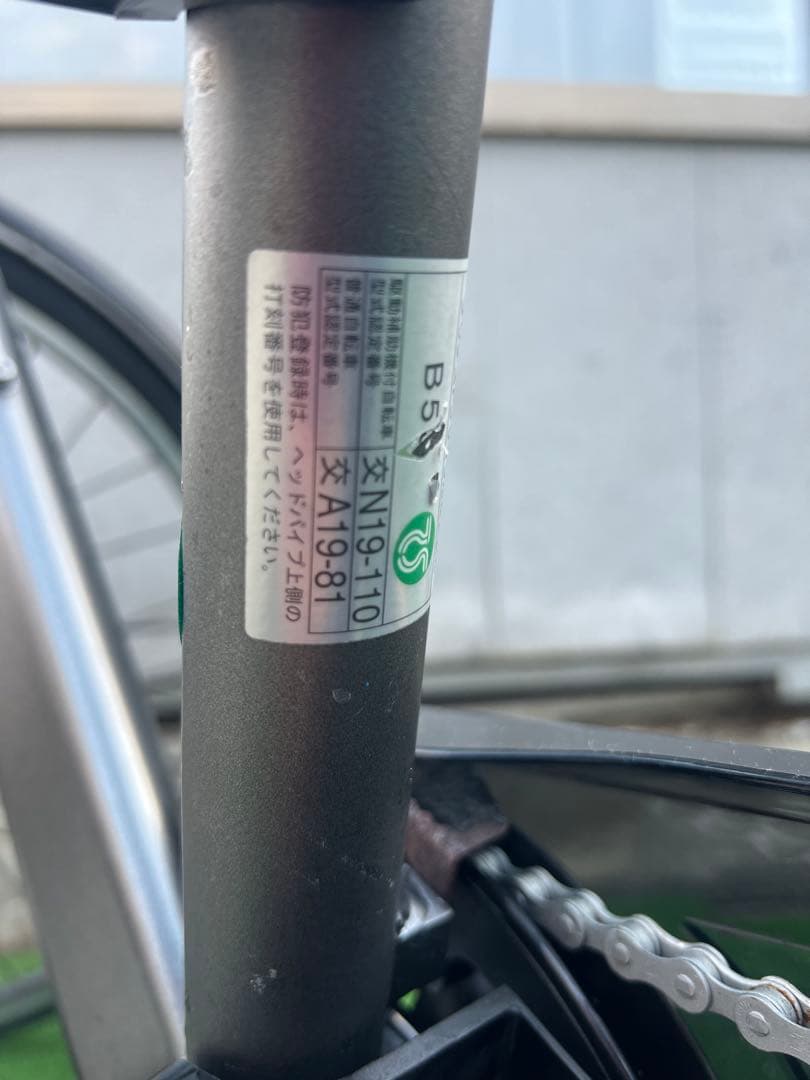 B5
TS
駆動補助機付自転車
型式認定番号
交N19-110
普通自転車
型式認定番号
交A19-81
防犯登録時は、ヘッドパイプ上側の
打刻番号を使用してください。